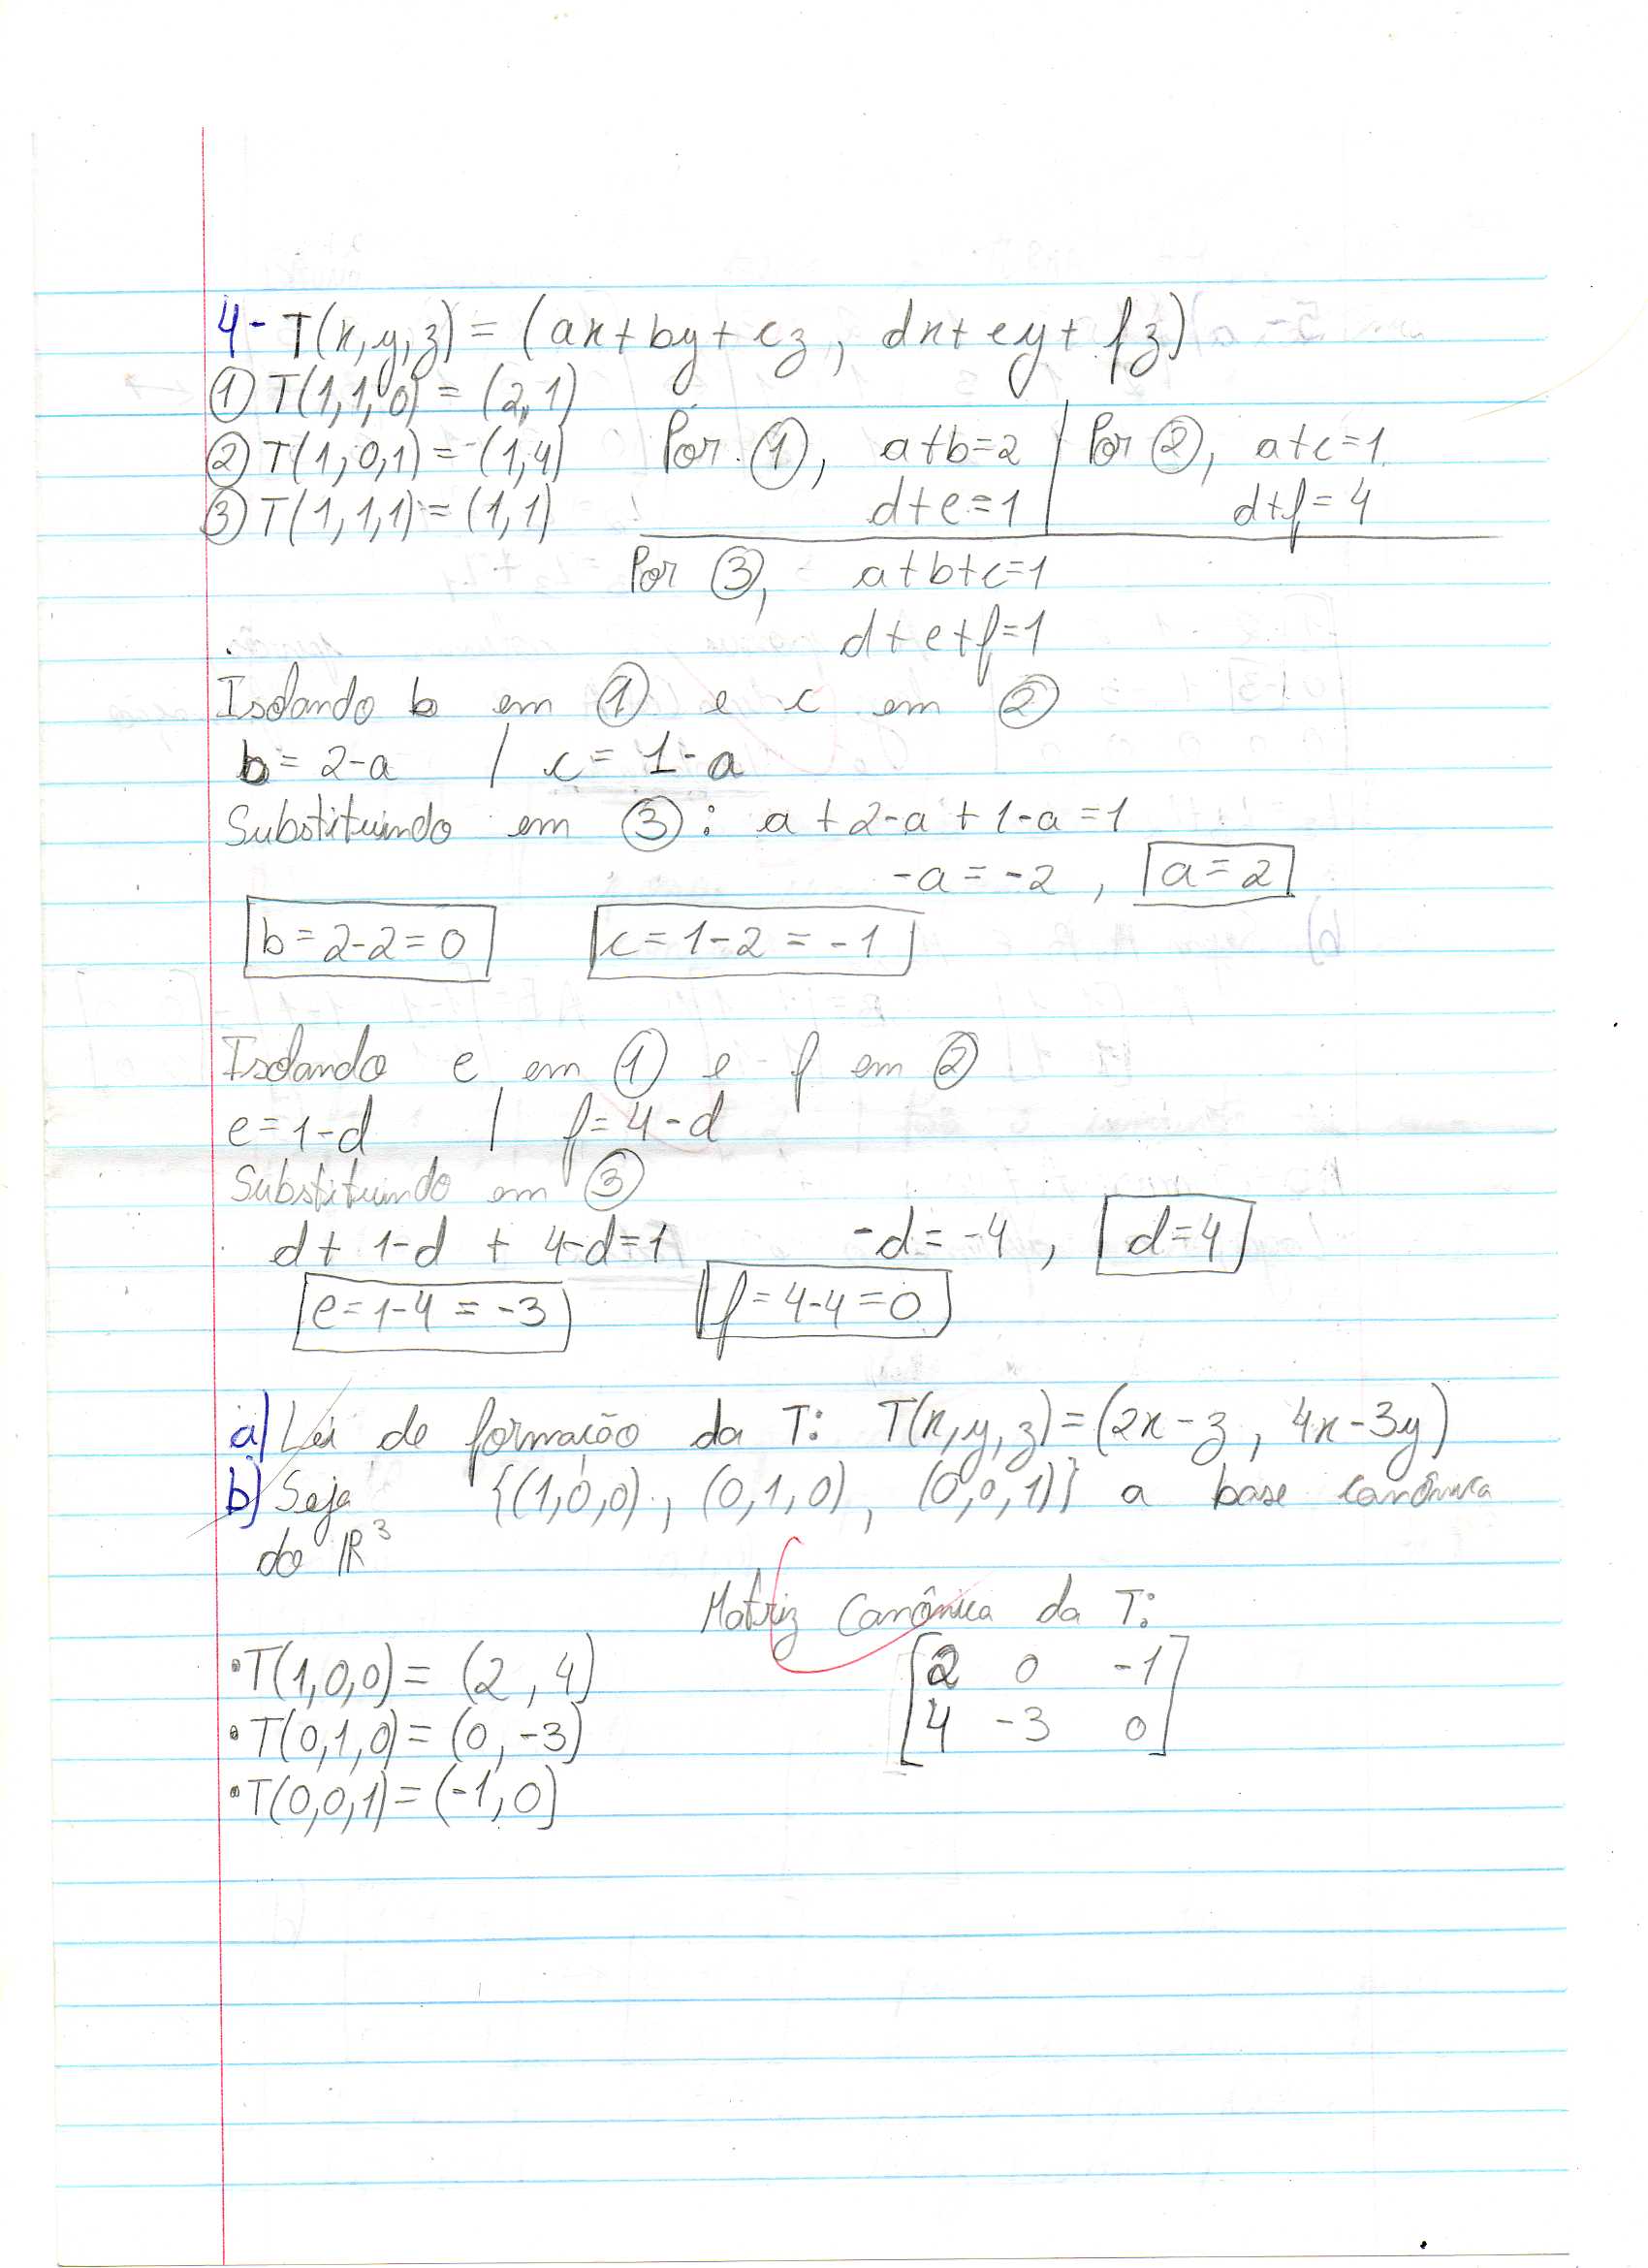 4- T(x,y,z) = (ax+by+cz, dx+ey+fz)
① T(1,1,0) = (2,1)
② T(1,0,1) = (1,4) Por ①, a+b=2 | Por ②, a+c=1
d+e=1 | d+f=4
③ T(1,1,1) = (1,1)
Por ③, a+b+c=1
d+e+f=1
Isolando b em ① e c em ②
b = 2-a | c = 1-a
Substituindo em ③: a+2-a+1-a=1
-a = -2, a=2
b=2-2=0 c=1-2=-1
Isolando e em ① e f em ②
e=1-d | f=4-d
Substituindo em ③
d+1-d+4-d=1 -d=-4, d=4
e=1-4=-3 f=4-4=0
a) Lei de formação da T: T(x,y,z)=(2x-z, 4x-3y)
b) Seja {(1,0,0), (0,1,0), (0,0,1)} a base canônica
do ℝ³
Matriz Canônica da T:
•T(1,0,0) = (2,4) [2 0 -1
•T(0,1,0) = (0,-3) 4 -3 0]
•T(0,0,1) = (-1,0)